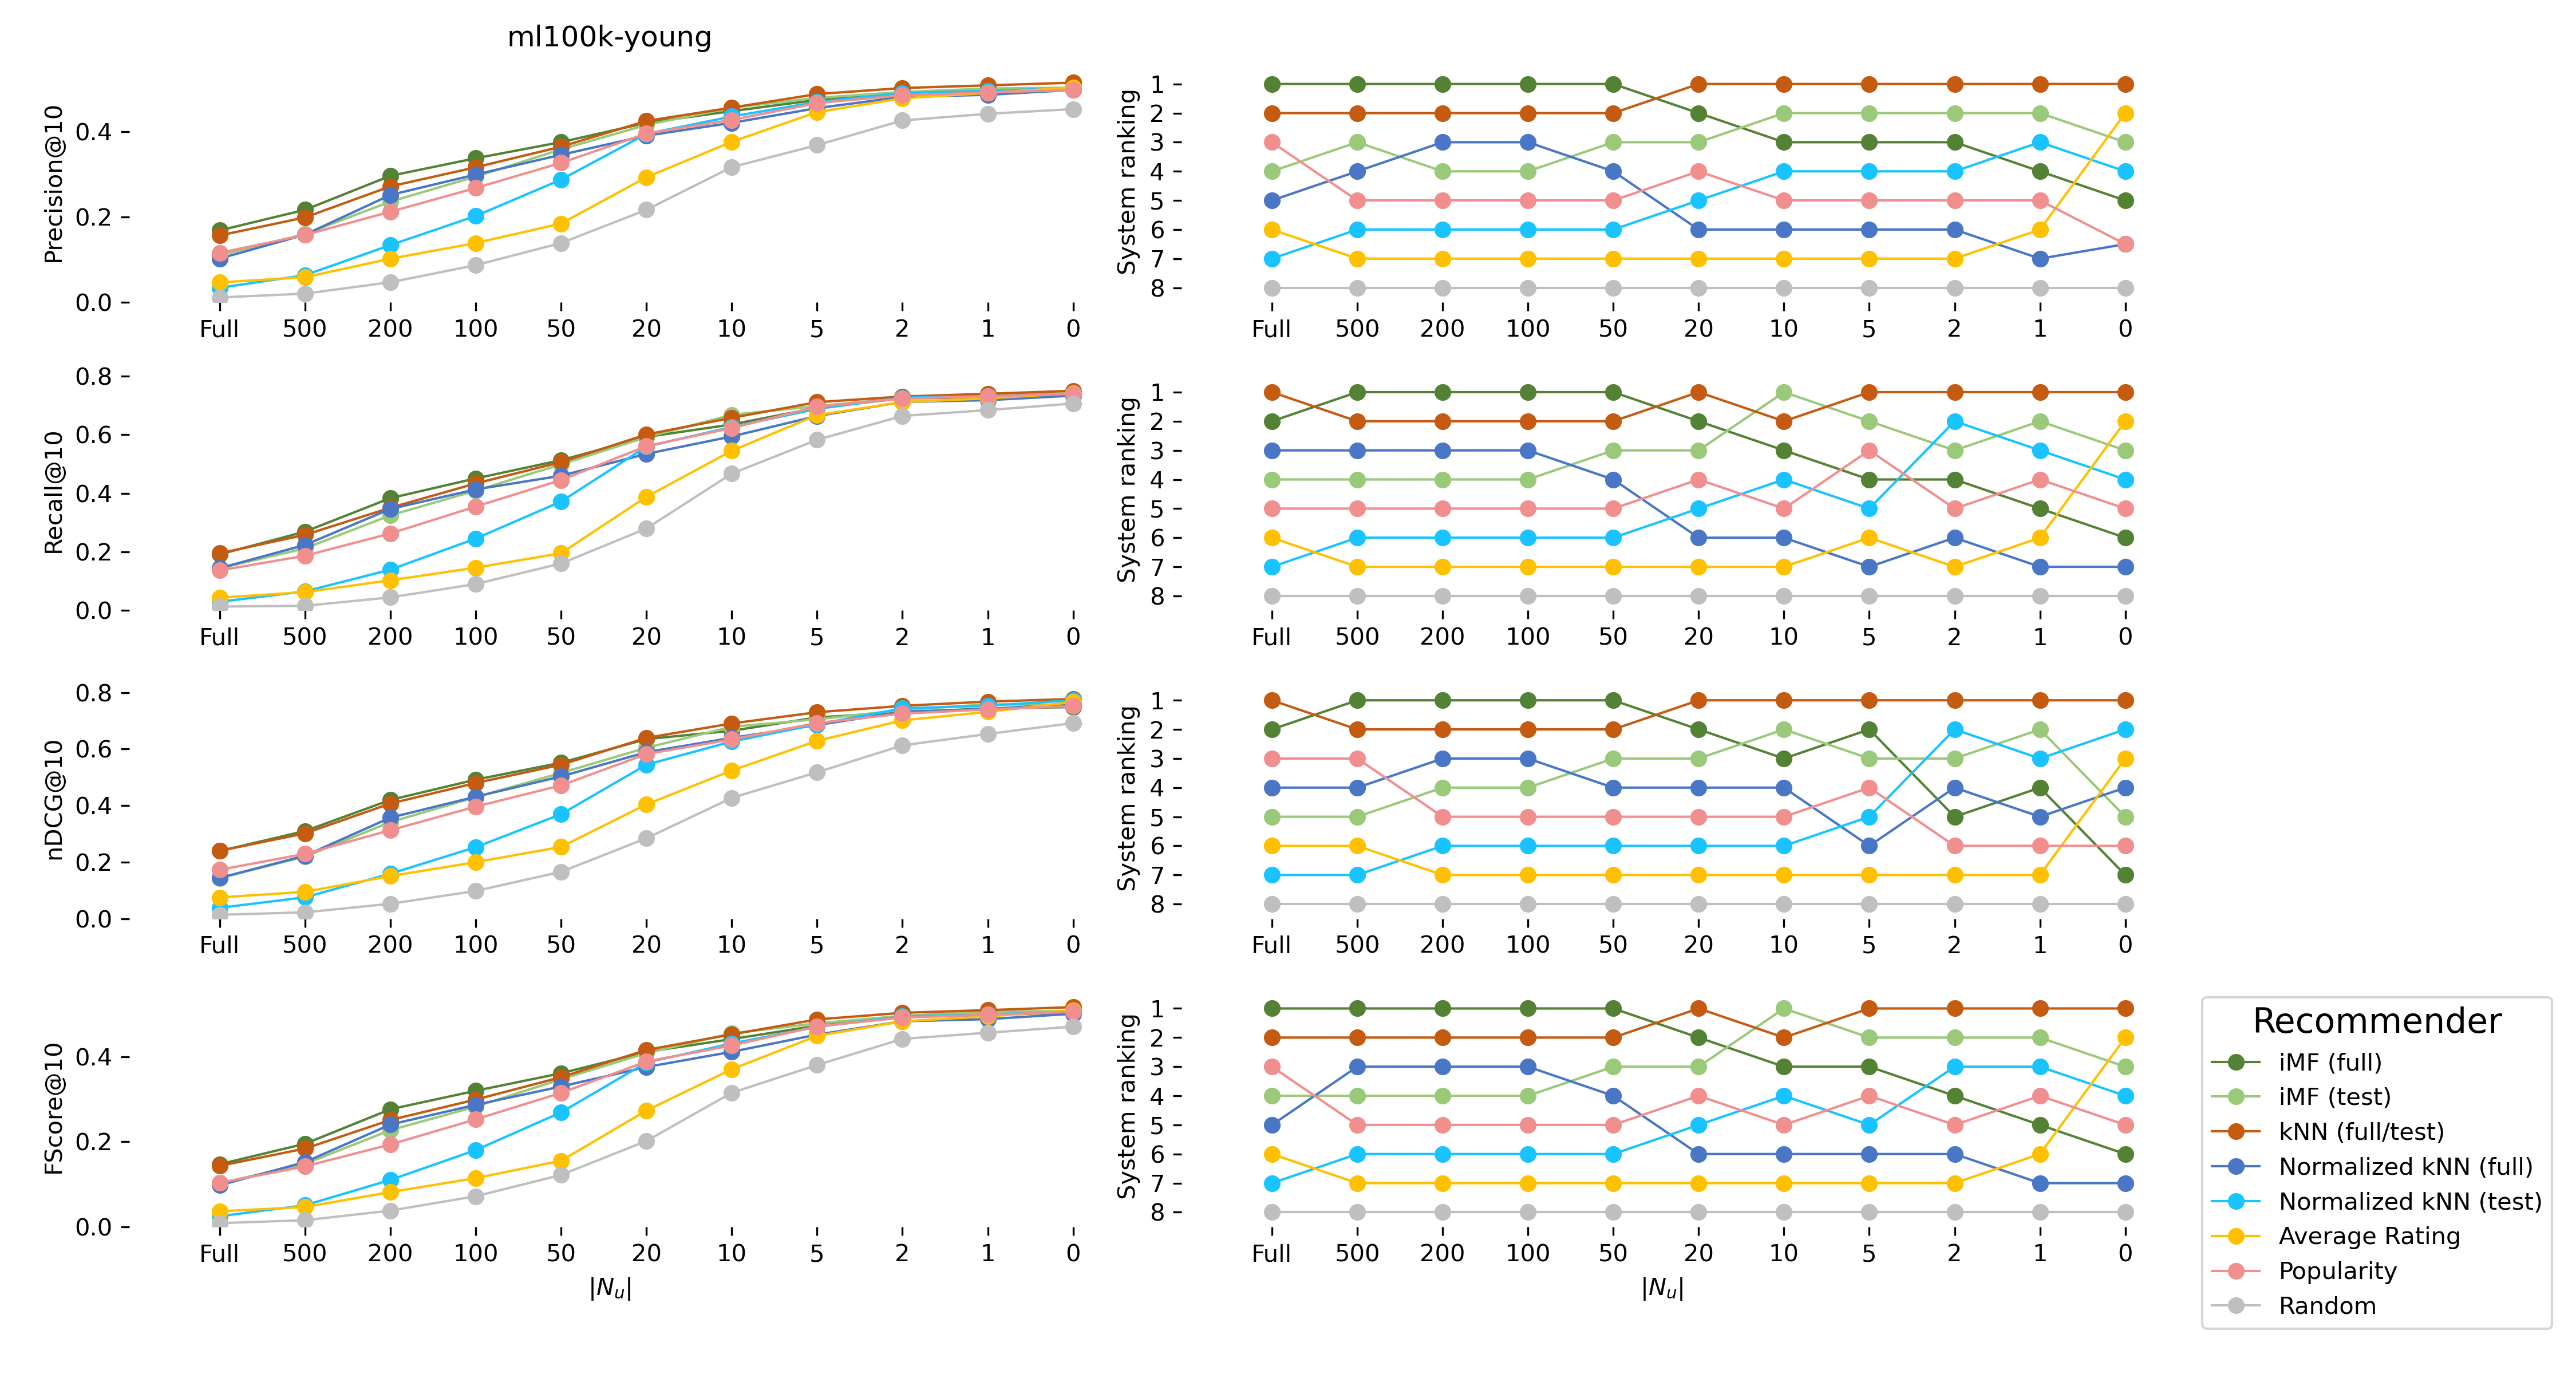 ml100k-young
Precision@10
0.4
0.2
0.0
Full 500 200 100 50 20 10 5 2 1 0
System ranking
1
2
3
4
5
6
7
8
Full 500 200 100 50 20 10 5 2 1 0
Recall@10
0.8
0.6
0.4
0.2
0.0
Full 500 200 100 50 20 10 5 2 1 0
System ranking
1
2
3
4
5
6
7
8
Full 500 200 100 50 20 10 5 2 1 0
nDCG@10
0.8
0.6
0.4
0.2
0.0
Full 500 200 100 50 20 10 5 2 1 0
System ranking
1
2
3
4
5
6
7
8
Full 500 200 100 50 20 10 5 2 1 0
FScore@10
0.4
0.2
0.0
Full 500 200 100 50 20 10 5 2 1 0
|N_u|
System ranking
1
2
3
4
5
6
7
8
Full 500 200 100 50 20 10 5 2 1 0
|N_u|
Recommender
iMF (full)
iMF (test)
kNN (full/test)
Normalized kNN (full)
Normalized kNN (test)
Average Rating
Popularity
Random